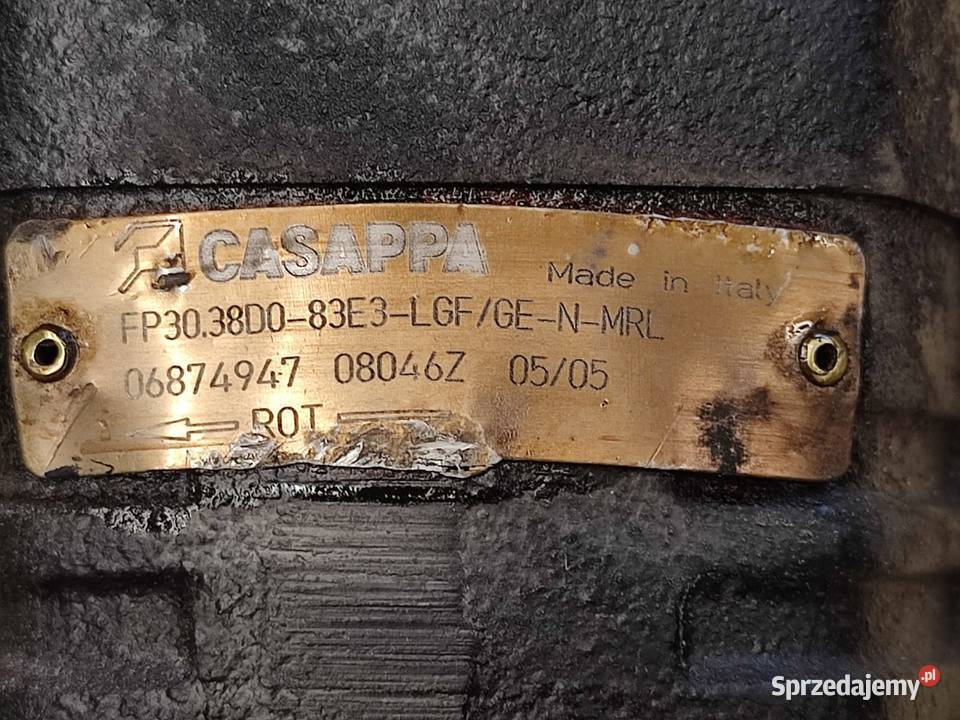 CASAPPA
Made in Italy
FP30.38D0-83E3-LGF/GE-N-MRL
06874947 08046Z 05/05
ROT
Sprzedajemy.pl